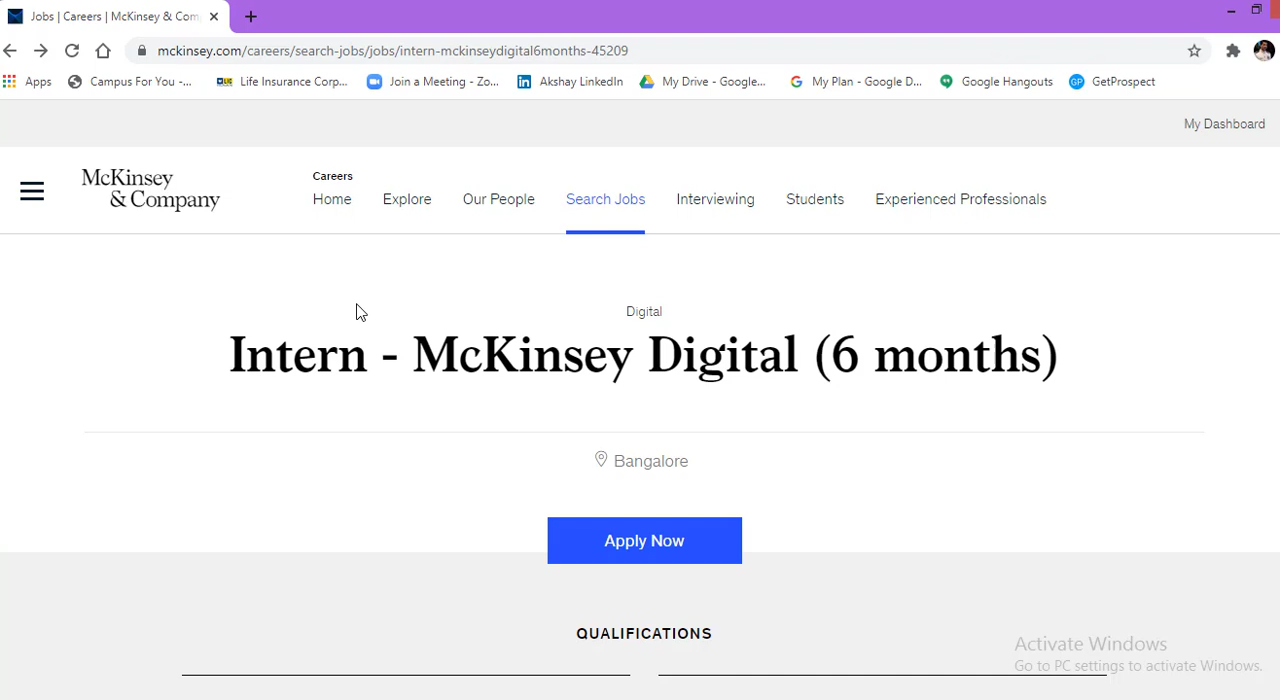 Jobs | Careers | McKinsey & Com
mckinsey.com/careers/search-jobs/jobs/intern-mckinseydigital6months-45209
Apps Campus For You -... LIC Life Insurance Corp... Join a Meeting - Zo... Akshay LinkedIn My Drive - Google... My Plan - Google D... Google Hangouts GP GetProspect
My Dashboard
McKinsey
& Company
Careers
Home Explore Our People Search Jobs Interviewing Students Experienced Professionals
Digital
Intern - McKinsey Digital (6 months)
Bangalore
Apply Now
QUALIFICATIONS
Activate Windows
Go to PC settings to activate Windows.